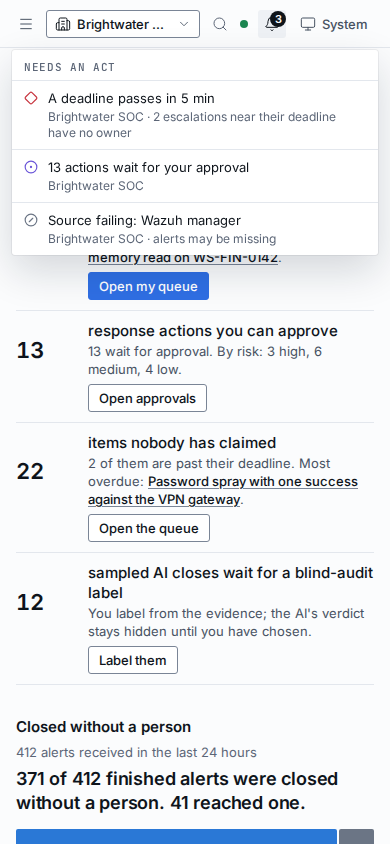 Brightwater ...
3
System
NEEDS AN ACT
A deadline passes in 5 min
Brightwater SOC · 2 escalations near their deadline
have no owner
13 actions wait for your approval
Brightwater SOC
Source failing: Wazuh manager
Brightwater SOC · alerts may be missing
memory read on WS-FIN-0142.
Open my queue
13
response actions you can approve
13 wait for approval. By risk: 3 high, 6
medium, 4 low.
Open approvals
22
items nobody has claimed
2 of them are past their deadline. Most
overdue: Password spray with one success
against the VPN gateway.
Open the queue
12
sampled AI closes wait for a blind-audit
label
You label from the evidence; the AI's verdict
stays hidden until you have chosen.
Label them
Closed without a person
412 alerts received in the last 24 hours
371 of 412 finished alerts were closed
without a person. 41 reached one.